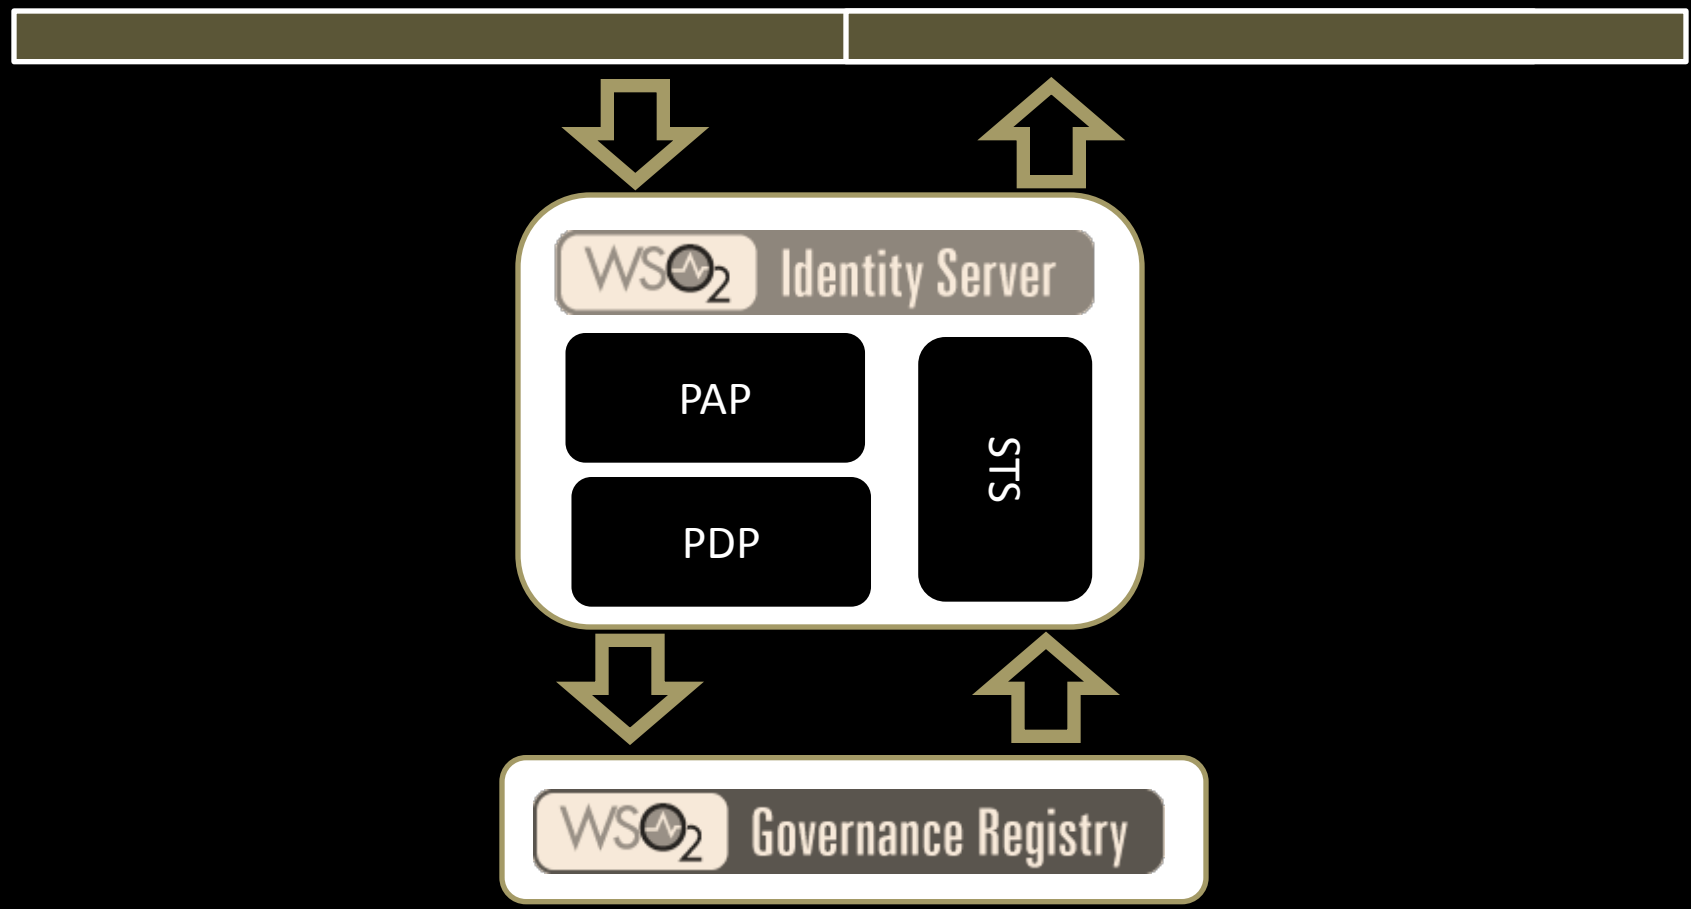 WSO2 Identity Server
PAP
STS
PDP
WSO2 Governance Registry